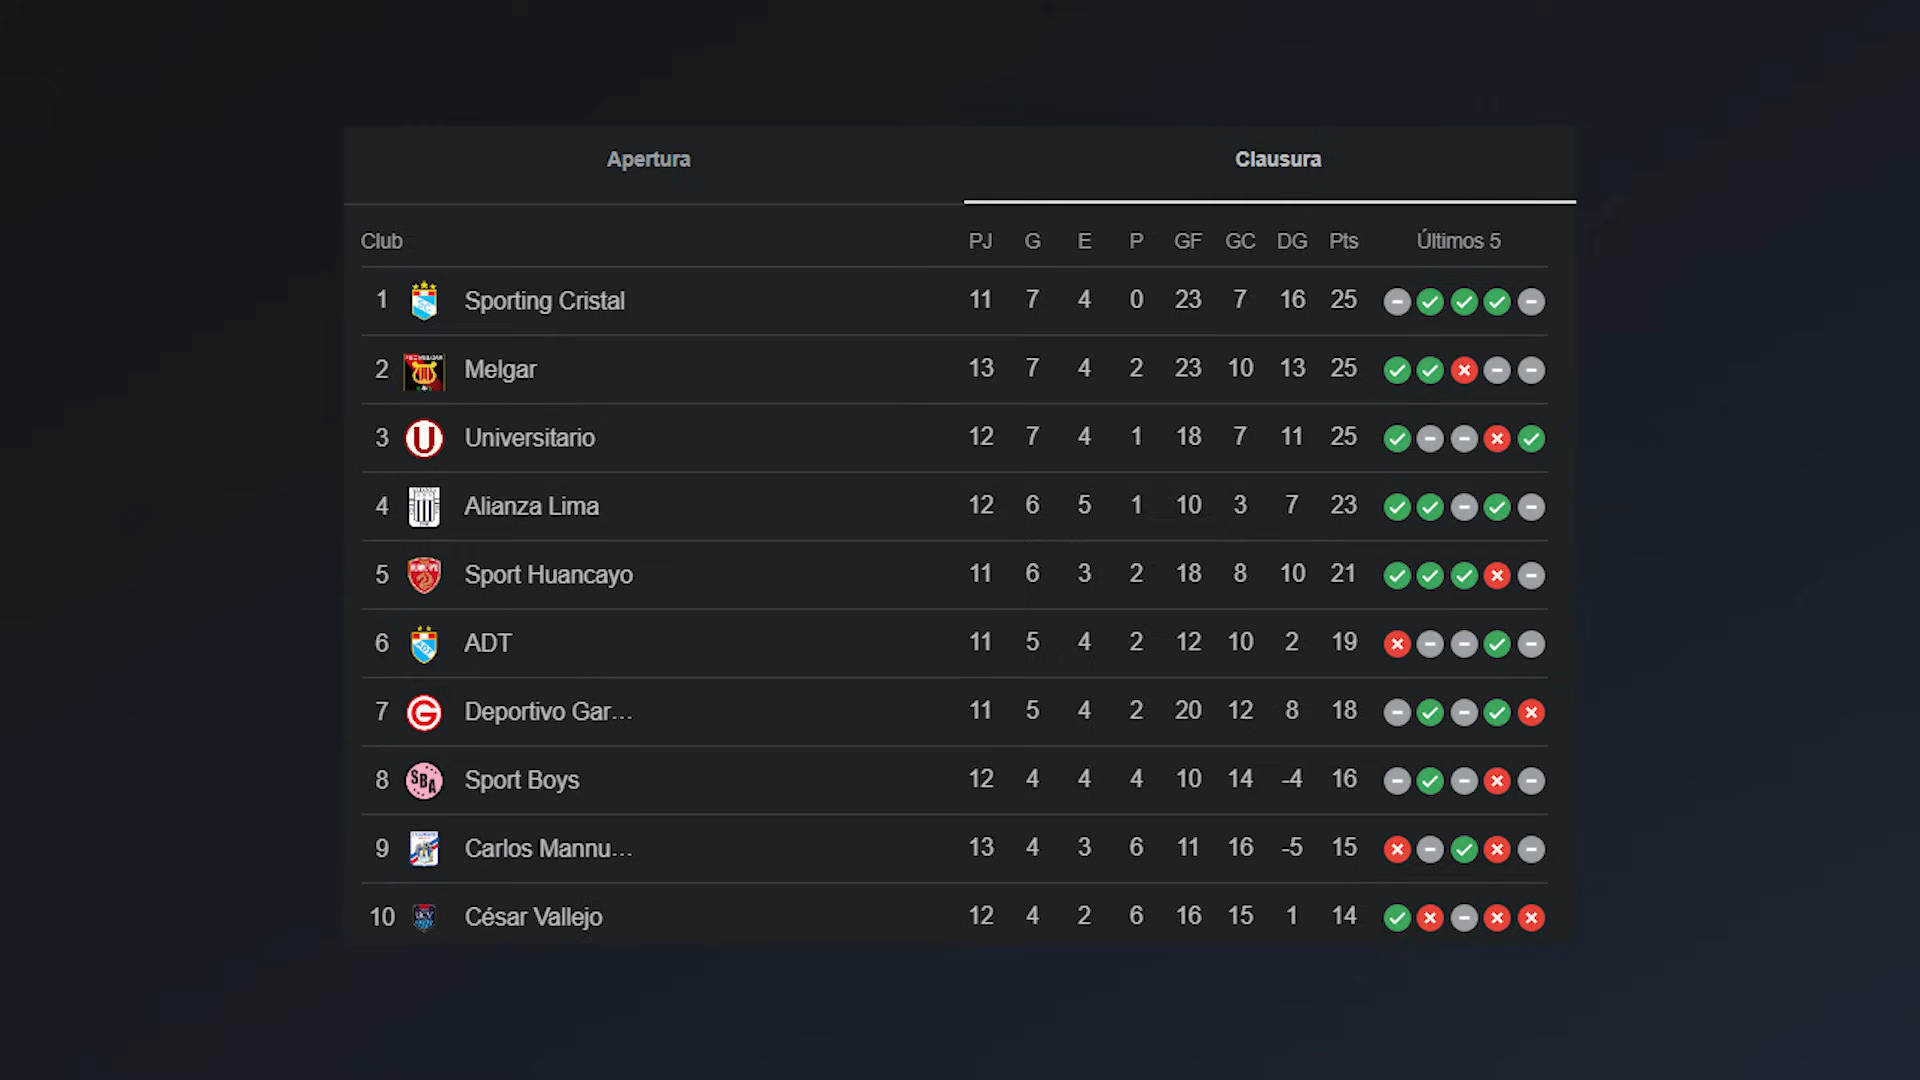 Apertura Clausura
Club PJ G E P GF GC DG Pts Últimos 5
1 Sporting Cristal 11 7 4 0 23 7 16 25
2 Melgar 13 7 4 2 23 10 13 25
3 U Universitario 12 7 4 1 18 7 11 25
4 Alianza Lima 12 6 5 1 10 3 7 23
5 Sport Huancayo 11 6 3 2 18 8 10 21
6 ADT 11 5 4 2 12 10 2 19
7 G Deportivo Gar... 11 5 4 2 20 12 8 18
8 SBA Sport Boys 12 4 4 4 10 14 -4 16
9 Carlos Mannu... 13 4 3 6 11 16 -5 15
10 UCV César Vallejo 12 4 2 6 16 15 1 14